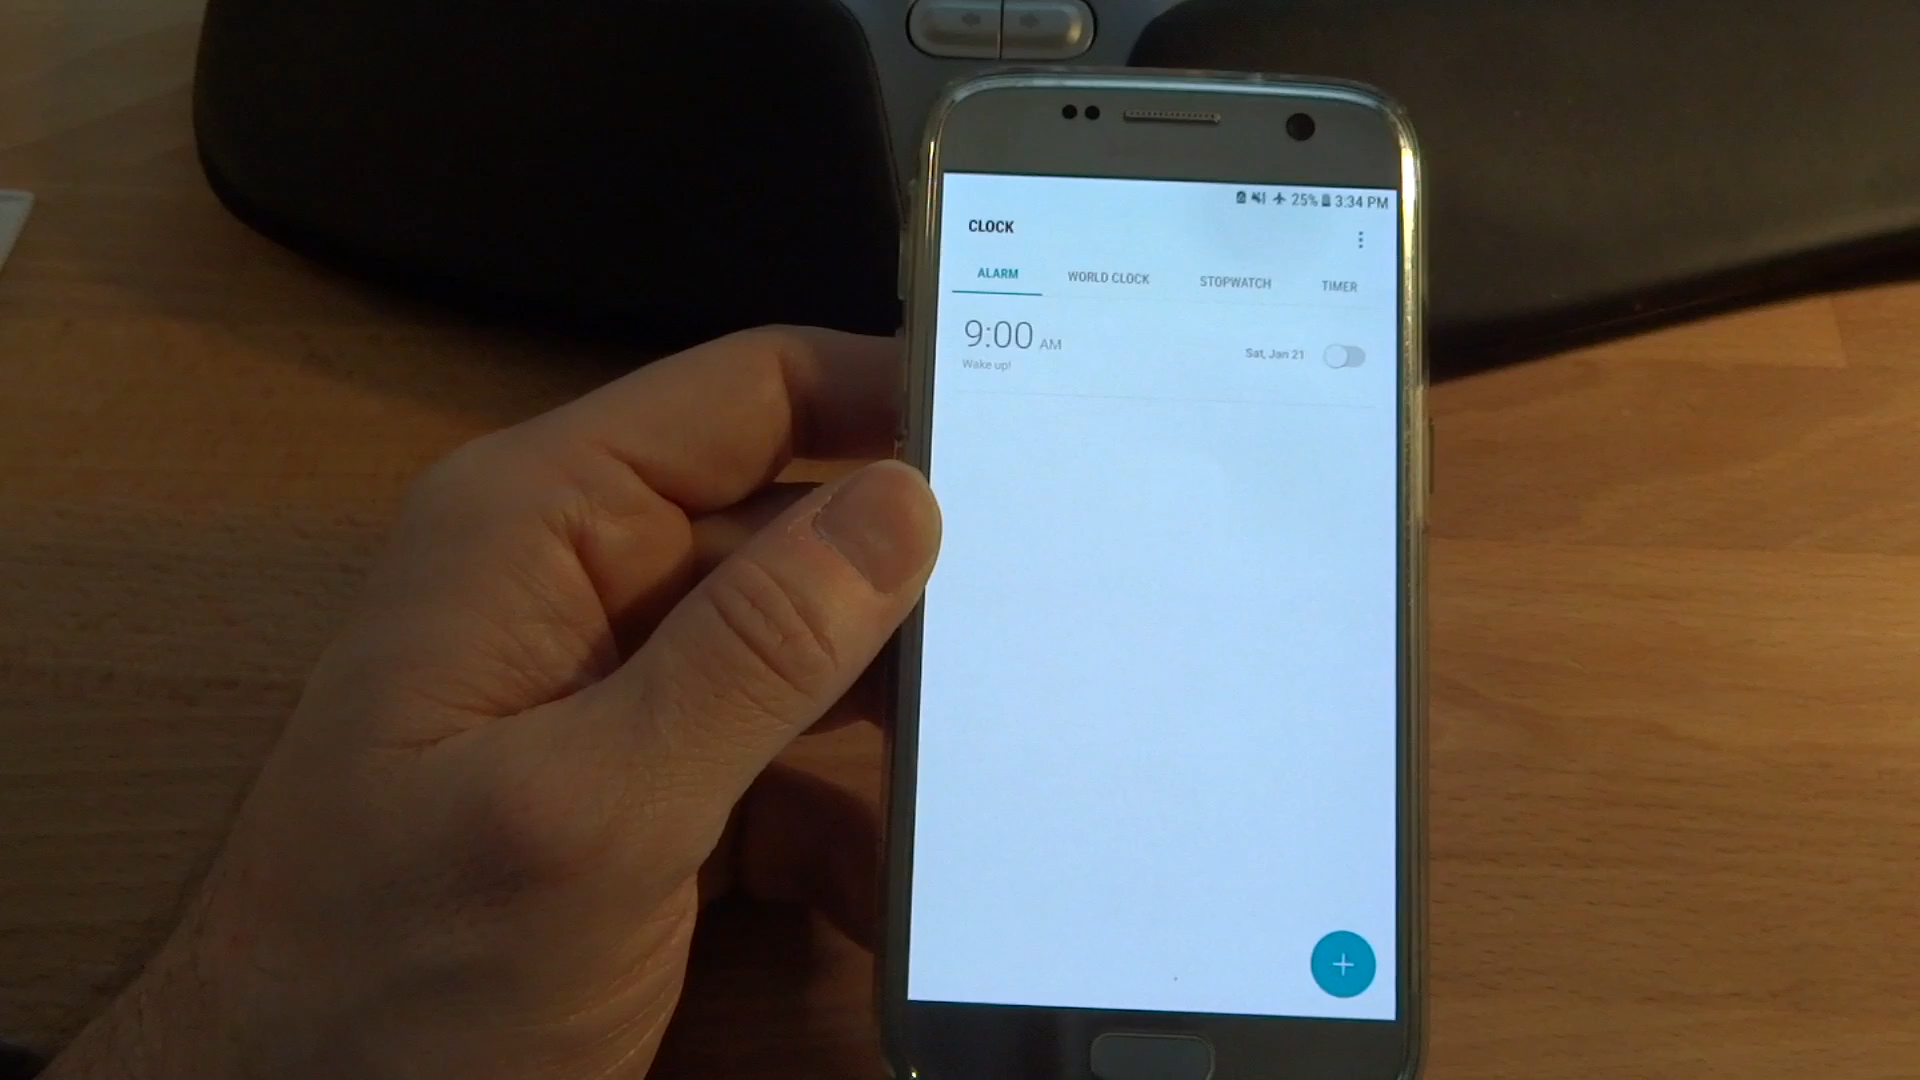 25% 3:34 PM
CLOCK
ALARM WORLD CLOCK STOPWATCH TIMER
9:00 AM
Sat, Jan 21
Wake up!